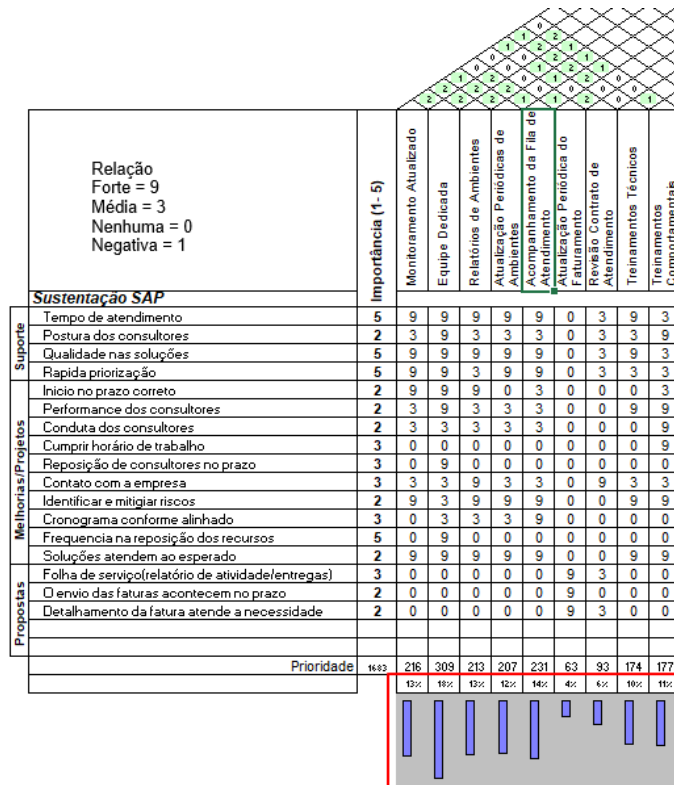 Relação
Forte = 9
Média = 3
Nenhuma = 0
Negativa = 1
Sustentação SAP
Importância (1- 5)
Monitoramento Atualizado
Equipe Dedicada
Relatórios de Ambientes
Atualização Periódicas de
Ambientes
Acompanhamento da Fila de
Atendimento
Atualização Periódica do
Faturamento
Revisão Contrato de
Atendimento
Treinamentos Técnicos
Treinamentos
Comportamentais
Suporte
Tempo de atendimento 5 9 9 9 9 9 0 3 9 3
Postura dos consultores 2 3 9 3 3 3 0 3 3 9
Qualidade nas soluções 5 9 9 9 9 9 0 3 9 3
Rapida priorização 5 9 9 3 9 9 0 3 3 3
Melhorias/Projetos
Inicio no prazo correto 2 9 9 9 0 3 0 0 0 3
Performance dos consultores 2 3 9 3 3 3 0 0 9 9
Conduta dos consultores 2 3 3 3 3 3 0 0 0 9
Cumprir horário de trabalho 3 0 0 0 0 0 0 0 0 9
Reposição de consultores no prazo 3 0 9 0 0 0 0 0 0 0
Contato com a empresa 3 3 3 9 3 3 0 9 3 3
Identificar e mitigiar riscos 2 9 3 9 9 9 0 0 9 0
Cronograma conforme alinhado 3 0 3 3 3 9 0 0 0 0
Frequencia na reposição dos recursos 5 0 9 0 0 0 0 0 0 0
Soluções atendem ao esperado 2 9 9 9 9 9 0 0 9 9
Propostas
Folha de serviço(relatório de atividade/entregas) 3 0 0 0 0 0 9 3 0 0
O envio das faturas acontecem no prazo 2 0 0 0 0 0 9 0 0 0
Detalhamento da fatura atende a necessidade 2 0 0 0 0 0 9 3 0 0
Prioridade 1683 216 309 213 207 231 63 93 174 177
13% 18% 13% 12% 14% 4% 6% 10% 11%